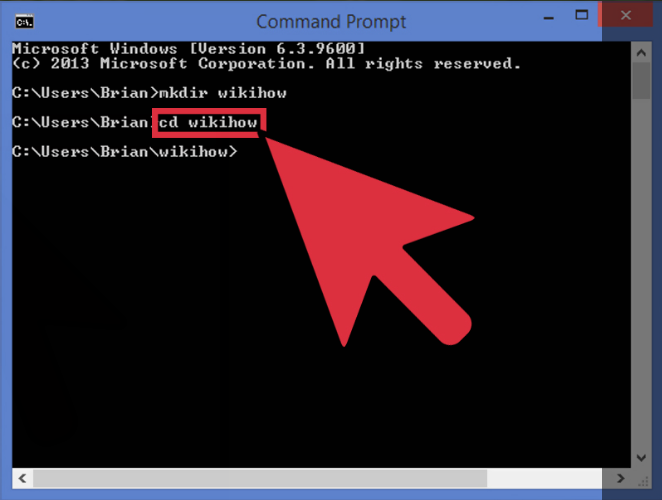 Command Prompt
Microsoft Windows [Version 6.3.9600]
(c) 2013 Microsoft Corporation. All rights reserved.
C:\Users\Brian>mkdir wikihow
C:\Users\Brian>cd wikihow
C:\Users\Brian\wikihow>